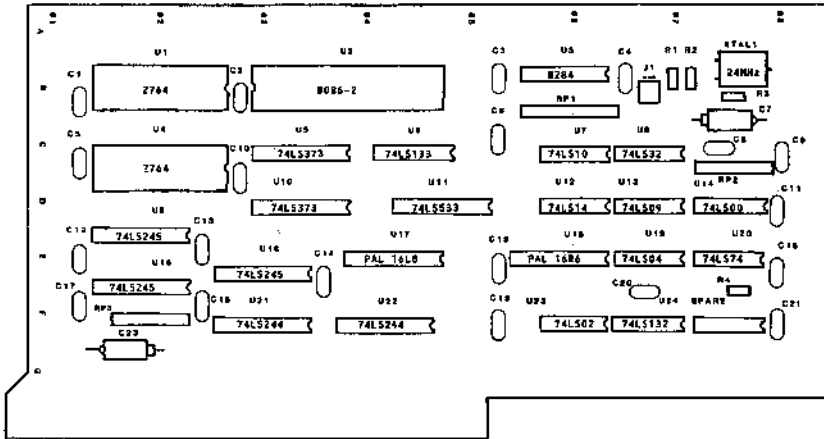 U1 U2 C3 U3 C4 J1 R1 R2 XTAL1
C1 2764 C2 8086-2 8284 24MHz
R3
C6 RP1 C7
C5 U4 C10 U5 U6 U7 U8 C8 C9
2764 74LS373 74LS133 74LS10 74LS32
RP2
U10 U11 U12 U13 U14 C11
74LS373 74LS533 74LS14 74LS09 74LS00
C12 C13
74LS245 U16 C14 U17 U18 U19 U20
74LS245 PAL 16L8 C18 PAL 16R6 74LS04 74LS74
C17 74LS245 C20 R4
RP3 U21 U22 C19 U23 U24 SPARE C21
74LS244 74LS244 74LS02 74LS132
C23